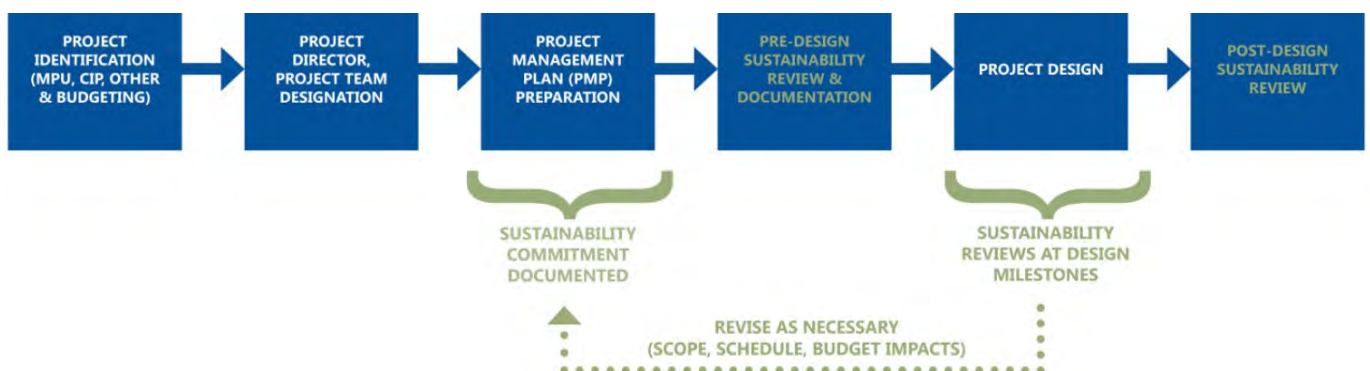 PROJECT
IDENTIFICATION
(MPU, CIP, OTHER
& BUDGETING)
PROJECT
DIRECTOR,
PROJECT TEAM
DESIGNATION
PROJECT
MANAGEMENT
PLAN (PMP)
PREPARATION
PRE-DESIGN
SUSTAINABILITY
REVIEW &
DOCUMENTATION
PROJECT DESIGN
POST-DESIGN
SUSTAINABILITY
REVIEW
SUSTAINABILITY
COMMITMENT
DOCUMENTED
SUSTAINABILITY
REVIEWS AT DESIGN
MILESTONES
REVISE AS NECESSARY
(SCOPE, SCHEDULE, BUDGET IMPACTS)